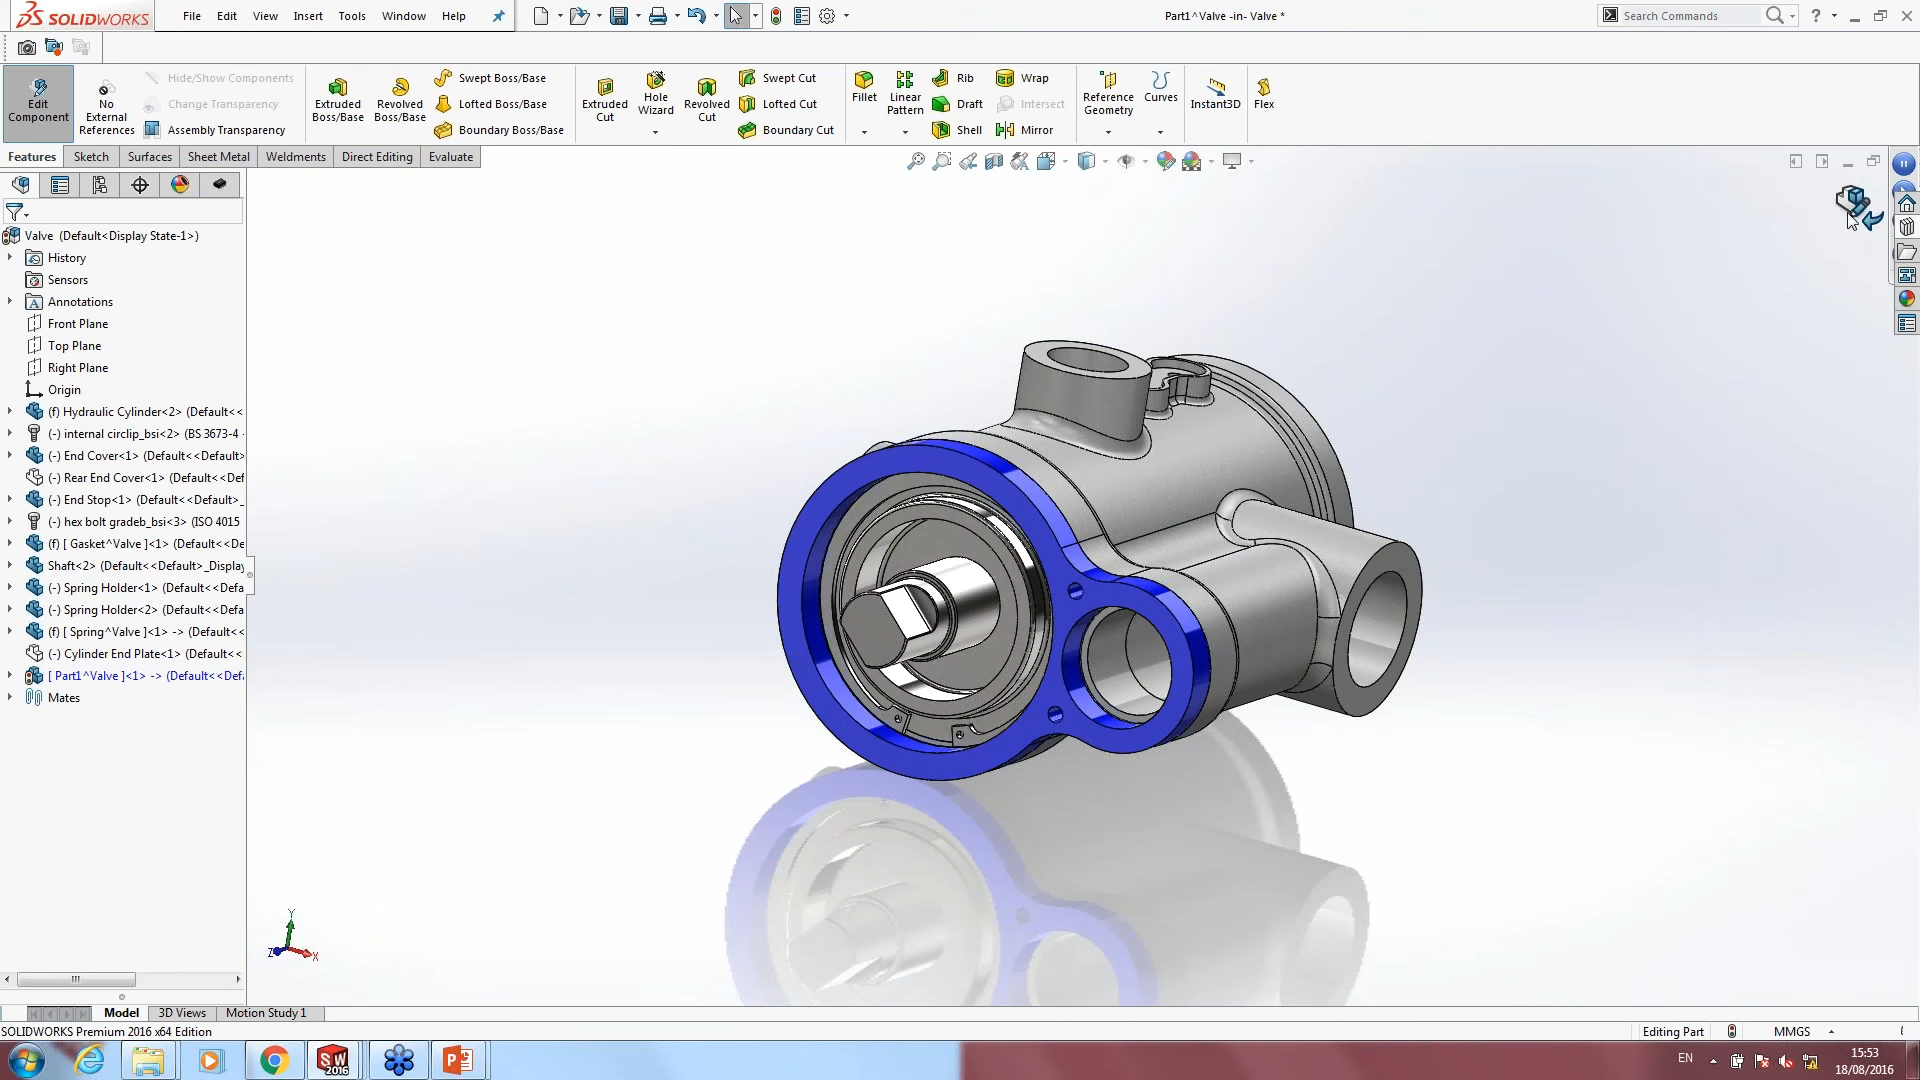 SOLIDWORKS File Edit View Insert Tools Window Help Part1^Valve -in- Valve * Search Commands ?
Edit Component
No External References
Hide/Show Components
Change Transparency
Assembly Transparency
Extruded Boss/Base
Revolved Boss/Base
Swept Boss/Base
Lofted Boss/Base
Boundary Boss/Base
Extruded Cut
Hole Wizard
Revolved Cut
Swept Cut
Lofted Cut
Boundary Cut
Fillet
Linear Pattern
Rib
Draft
Shell
Wrap
Intersect
Mirror
Reference Geometry
Curves
Instant3D
Flex
Features Sketch Surfaces Sheet Metal Weldments Direct Editing Evaluate
Valve (Default<Display State-1>)
History
Sensors
A Annotations
Front Plane
Top Plane
Right Plane
Origin
(f) Hydraulic Cylinder<2> (Default<<
(-) internal circlip_bsi<2> (BS 3673-4
(-) End Cover<1> (Default<<Default>
(-) Rear End Cover<1> (Default<<Def
(-) End Stop<1> (Default<<Default>_
(-) hex bolt gradeb_bsi<3> (ISO 4015
(f) [ Gasket^Valve ]<1> (Default<<De
Shaft<2> (Default<<Default>_Display
(-) Spring Holder<1> (Default<<Defa
(-) Spring Holder<2> (Default<<Defa
(f) [ Spring^Valve ]<1> -> (Default<<
(-) Cylinder End Plate<1> (Default<<
[ Part1^Valve ]<1> -> (Default<<Defa
Mates
Y
Z X
Model 3D Views Motion Study 1
SOLIDWORKS Premium 2016 x64 Edition Editing Part MMGS
SW 2016 EN 15:53
18/08/2016